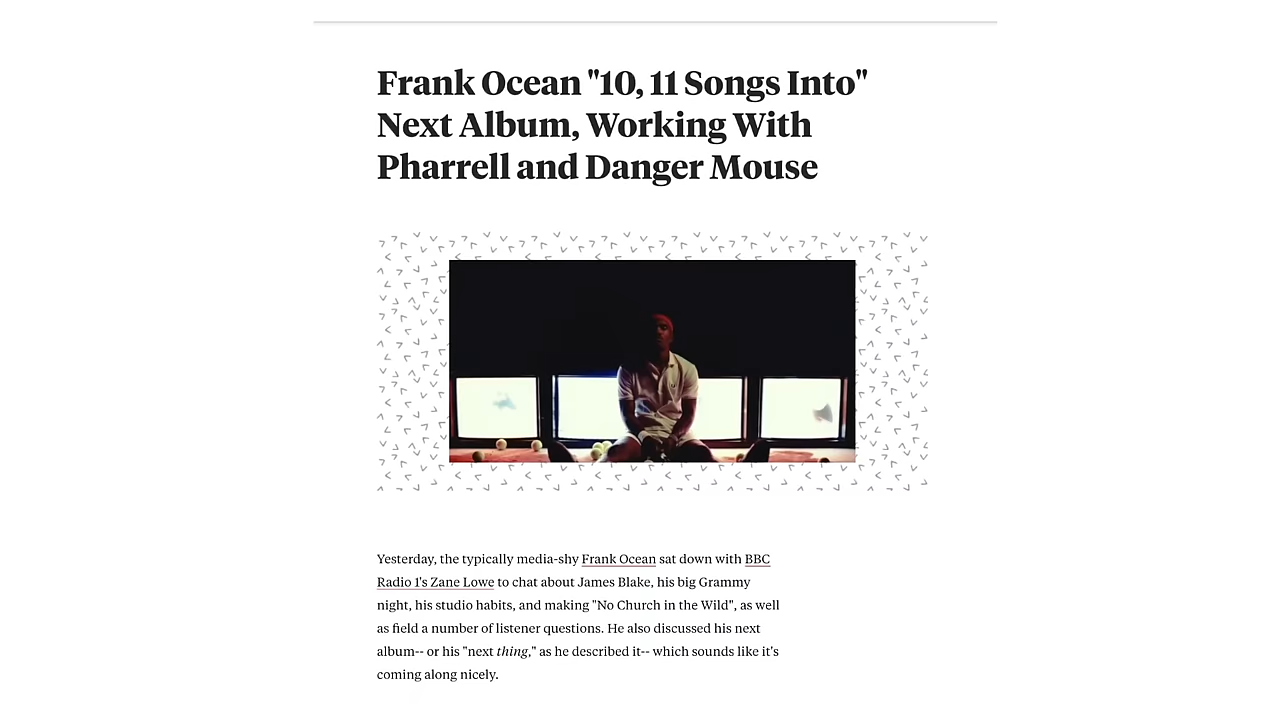 Frank Ocean "10, 11 Songs Into"
Next Album, Working With
Pharrell and Danger Mouse
Yesterday, the typically media-shy Frank Ocean sat down with BBC
Radio 1's Zane Lowe to chat about James Blake, his big Grammy
night, his studio habits, and making "No Church in the Wild", as well
as field a number of listener questions. He also discussed his next
album-- or his "next thing," as he described it-- which sounds like it's
coming along nicely.